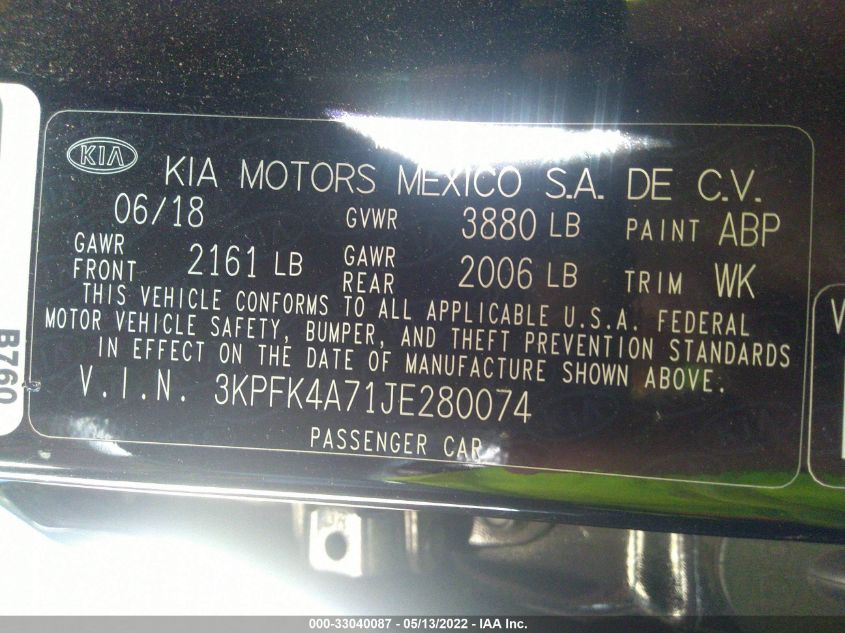 KIA
KIA MOTORS MEXICO S.A. DE C.V.
06/18 GVWR 3880 LB PAINT ABP
GAWR FRONT 2161 LB GAWR REAR 2006 LB TRIM WK
THIS VEHICLE CONFORMS TO ALL APPLICABLE U.S.A. FEDERAL
MOTOR VEHICLE SAFETY, BUMPER, AND THEFT PREVENTION STANDARDS
IN EFFECT ON THE DATE OF MANUFACTURE SHOWN ABOVE.
V.I.N. 3KPFK4A71JE280074
PASSENGER CAR
B760
V
000-33040087 - 05/13/2022 - IAA Inc.